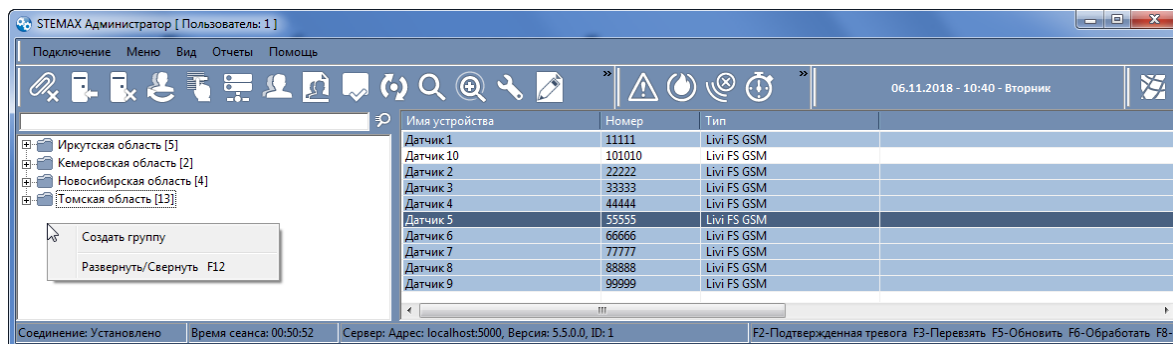 STEMAX Администратор [ Пользователь: 1 ]
Подключение Меню Вид Отчеты Помощь
» » 06.11.2018 - 10:40 - Вторник
Имя устройства Номер Тип
Иркутская область [5]
Кемеровская область [2]
Новосибирская область [4]
Томская область [13]
Создать группу
Развернуть/Свернуть F12
Датчик 1 11111 Livi FS GSM
Датчик 10 101010 Livi FS GSM
Датчик 2 22222 Livi FS GSM
Датчик 3 33333 Livi FS GSM
Датчик 4 44444 Livi FS GSM
Датчик 5 55555 Livi FS GSM
Датчик 6 66666 Livi FS GSM
Датчик 7 77777 Livi FS GSM
Датчик 8 88888 Livi FS GSM
Датчик 9 99999 Livi FS GSM
Соединение: Установлено Время сеанса: 00:50:52 Сервер: Адрес: localhost:5000, Версия: 5.5.0.0, ID: 1 F2-Подтвержденная тревога F3-Перевзять F5-Обновить F6-Обработать F8-